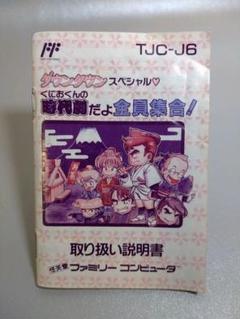 TJC-J6
ダウンタウンスペシャル♡
くにおくんの
時代劇だよ全員集合!
取り扱い説明書
任天堂 ファミリーコンピュータ